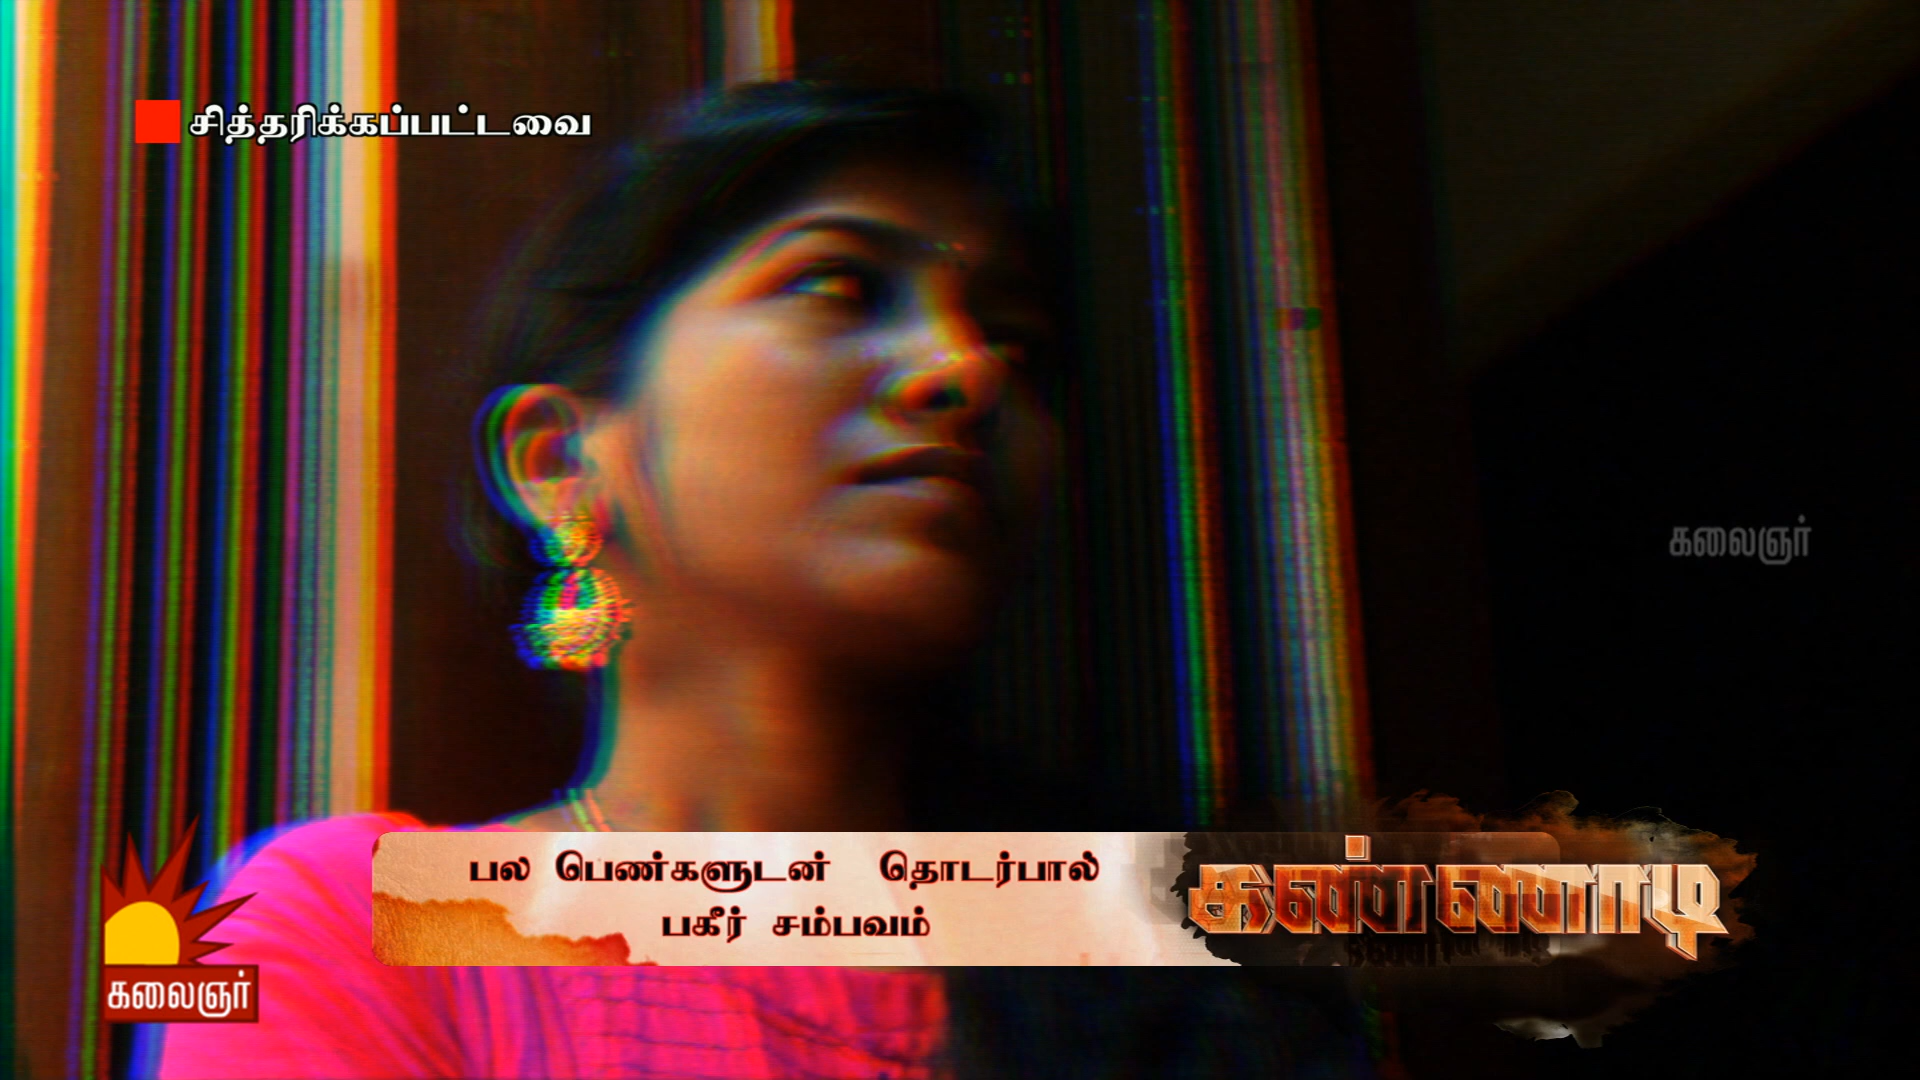 சித்தரிக்கப்பட்டவை
கலைஞர்
பல பெண்களுடன் தொடர்பால்
பகீர் சம்பவம்
கண்ணாடி
கலைஞர்